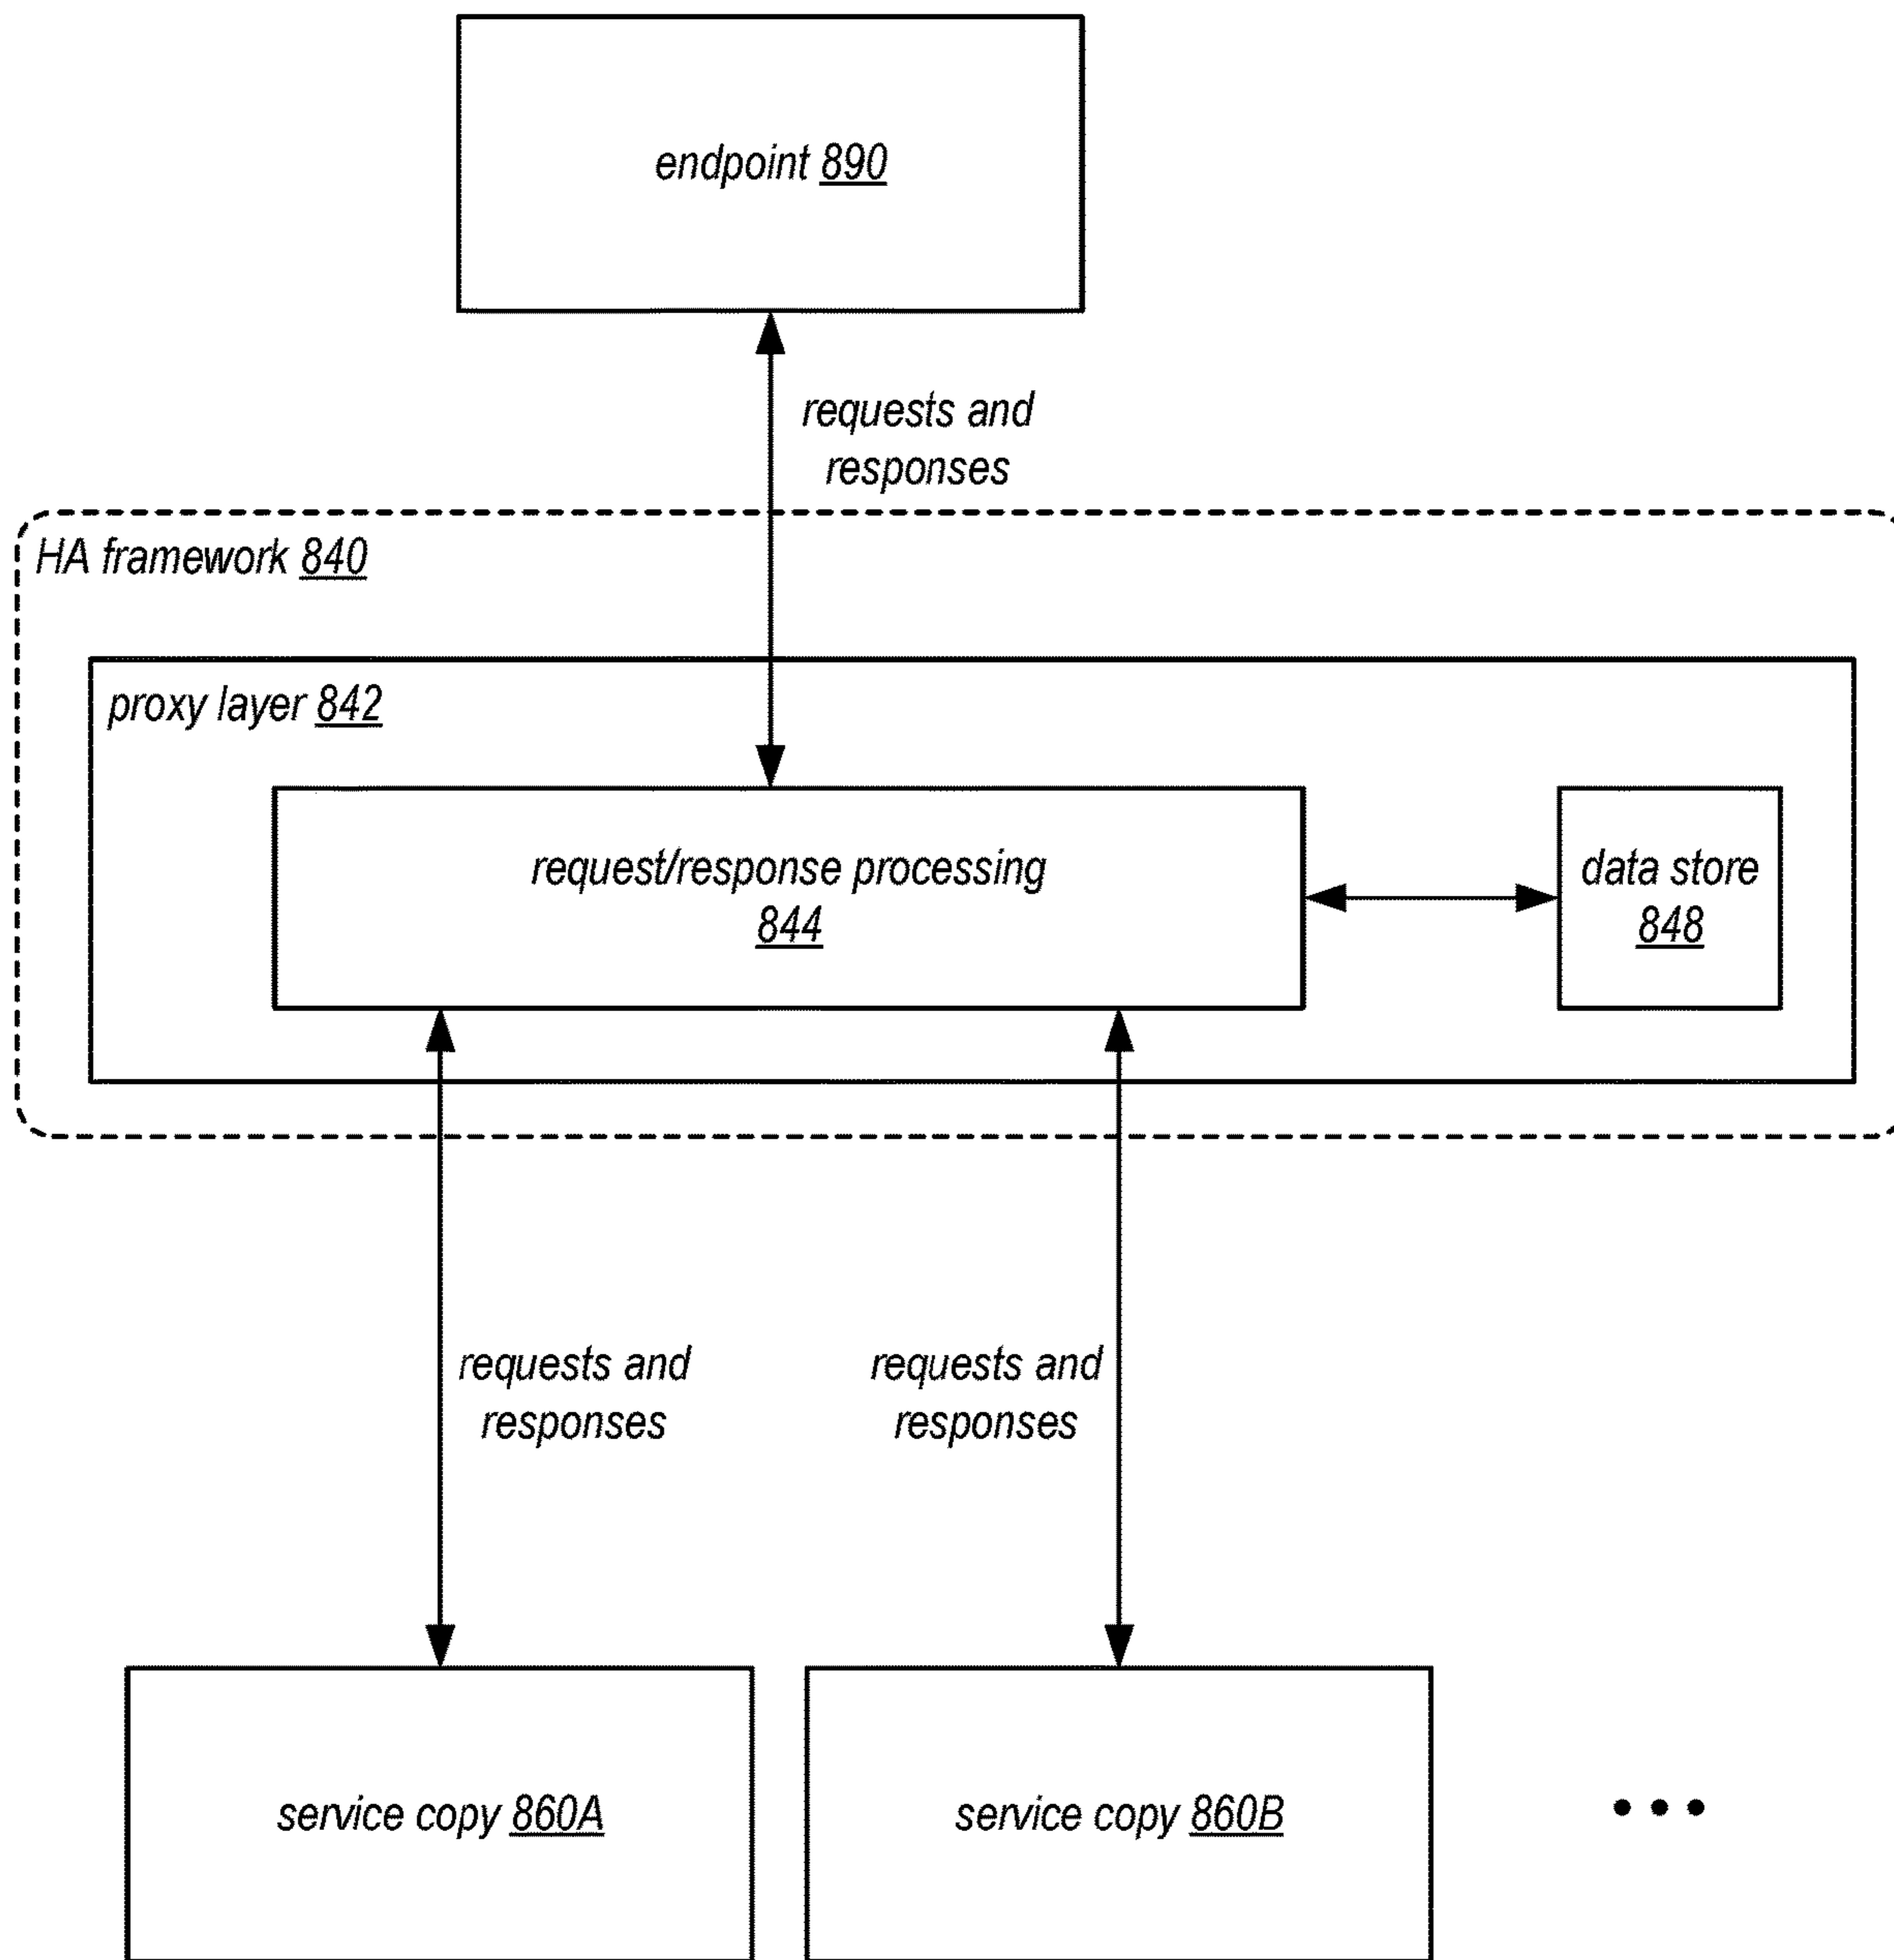 endpoint 890
requests and
responses
HA framework 840
proxy layer 842
request/response processing
844
data store
848
requests and
responses
requests and
responses
service copy 860A
service copy 860B
• • •